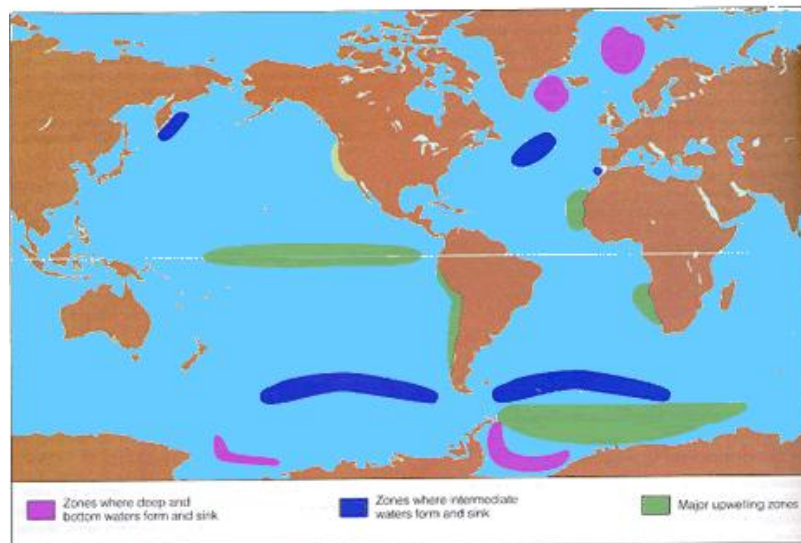 Zones where deep and
bottom waters form and sink
Zones where intermediate
waters form and sink
Major upwelling zones